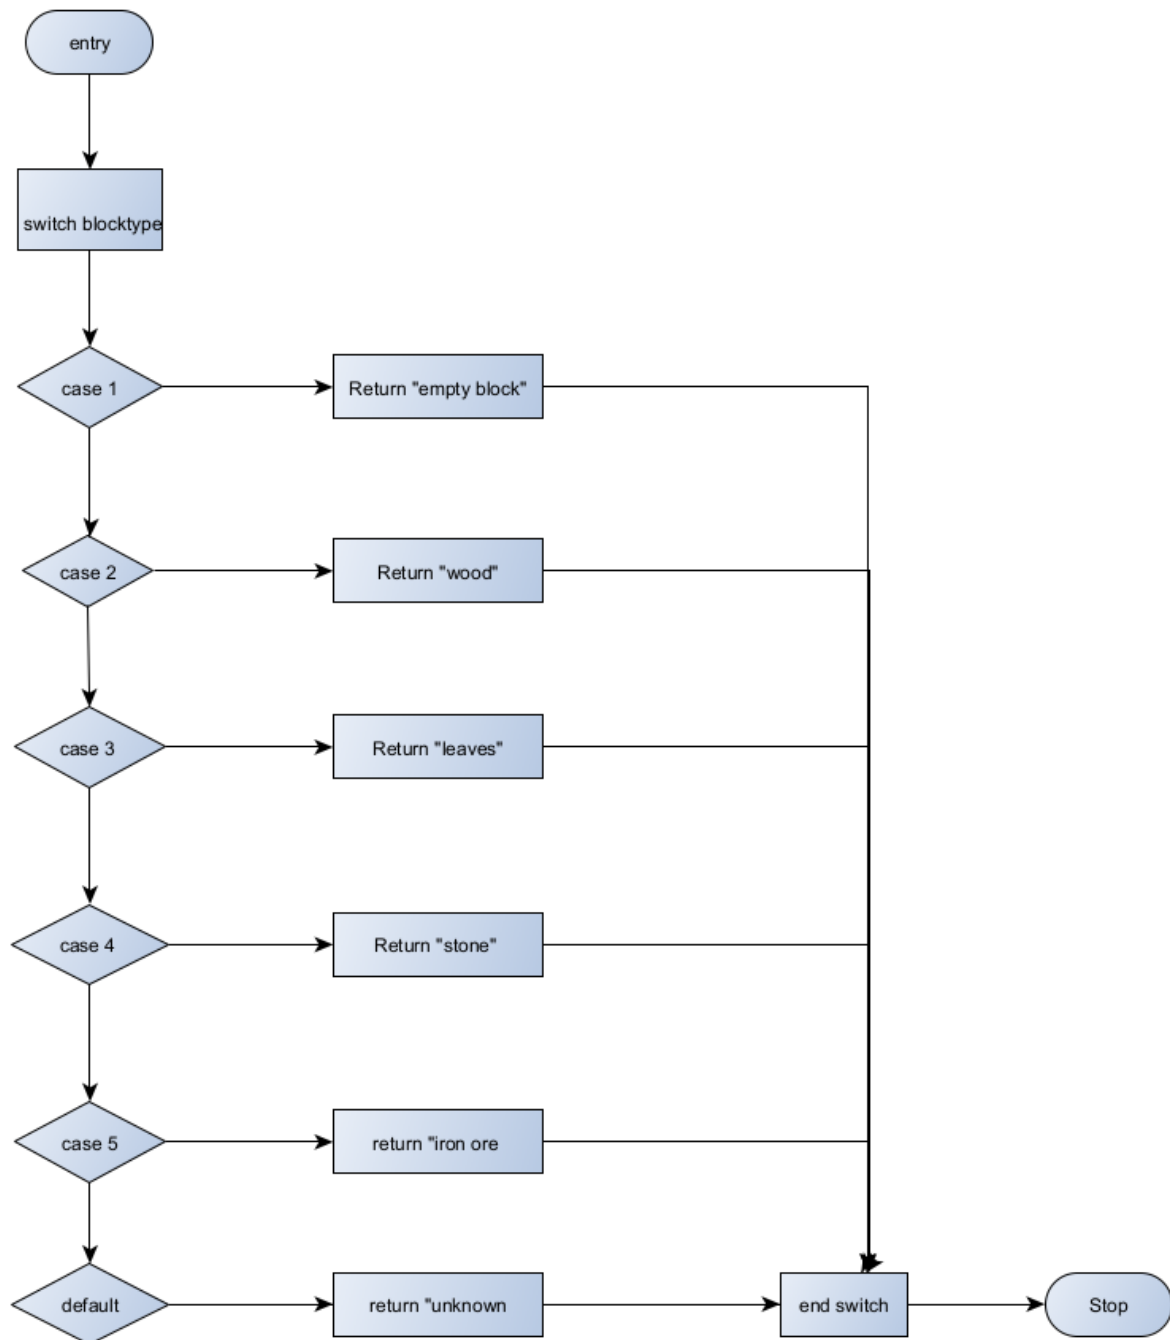 entry
switch blocktype
case 1
Return "empty block"
case 2
Return "wood"
case 3
Return "leaves"
case 4
Return "stone"
case 5
return "iron ore
default
return "unknown
end switch
Stop